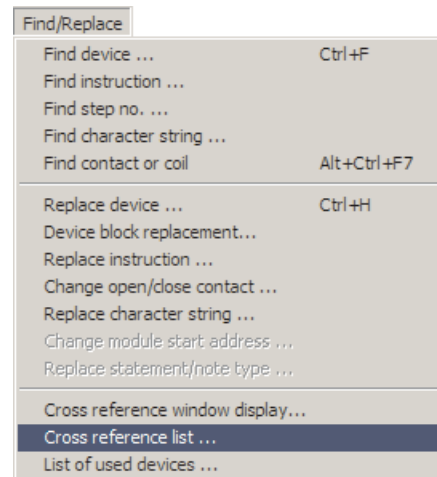 Find/Replace
Find device ... Ctrl+F
Find instruction ...
Find step no. ...
Find character string ...
Find contact or coil Alt+Ctrl+F7
Replace device ... Ctrl+H
Device block replacement...
Replace instruction ...
Change open/close contact ...
Replace character string ...
Change module start address ...
Replace statement/note type ...
Cross reference window display...
Cross reference list ...
List of used devices ...